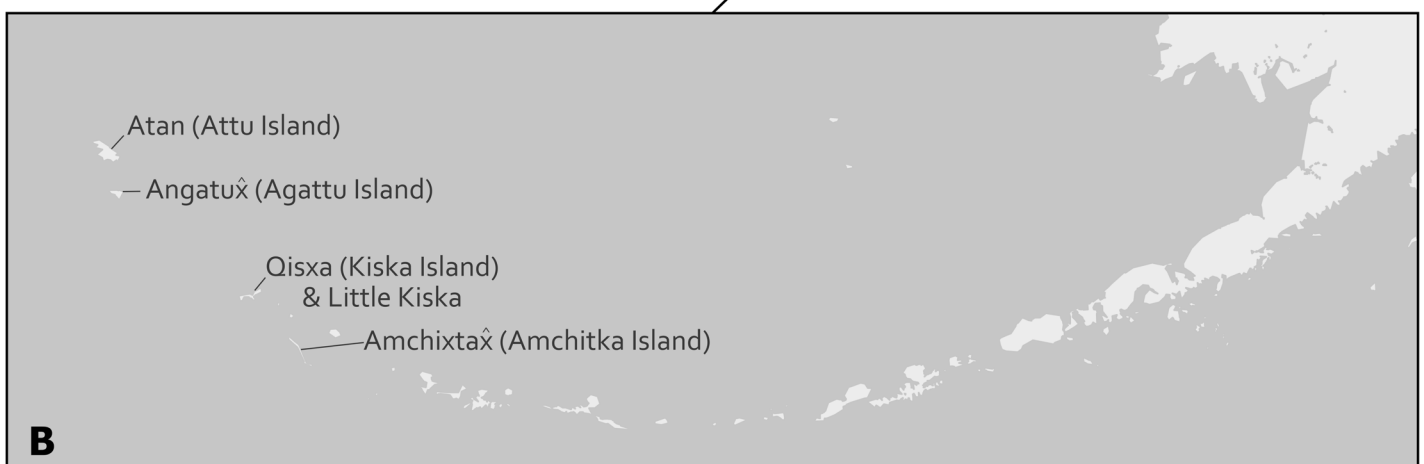 Atan (Attu Island)
Angatux̂ (Agattu Island)
Qisxa (Kiska Island)
& Little Kiska
Amchixtax̂ (Amchitka Island)
B